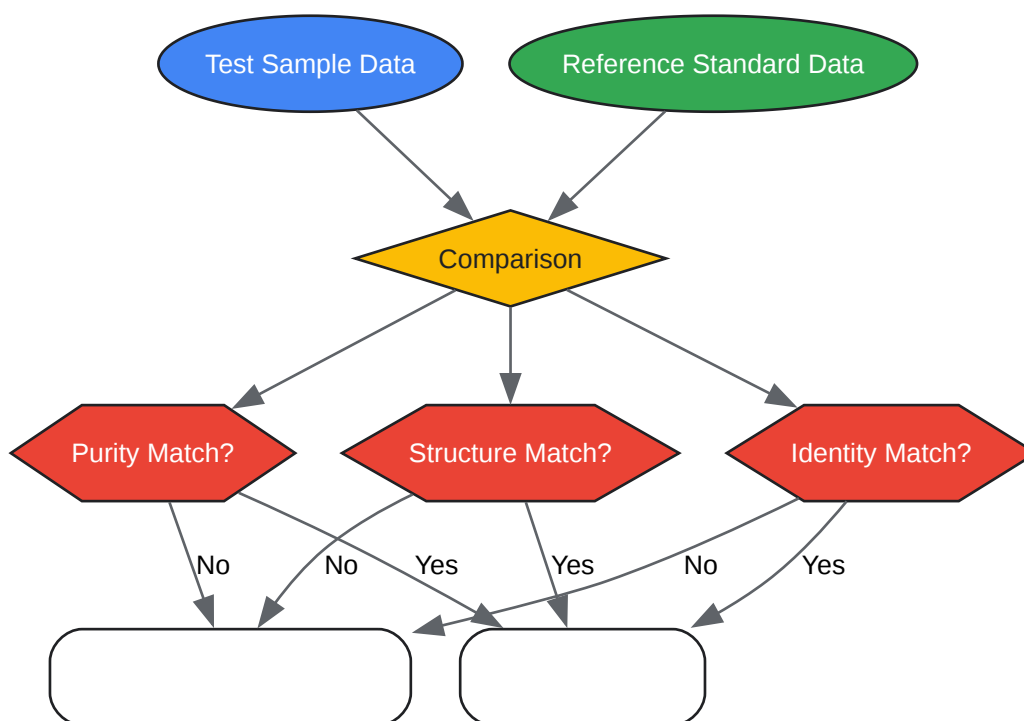 Test Sample Data
Reference Standard Data
Comparison
Purity Match?
Structure Match?
Identity Match?
No
No
Yes
Yes
No
Yes